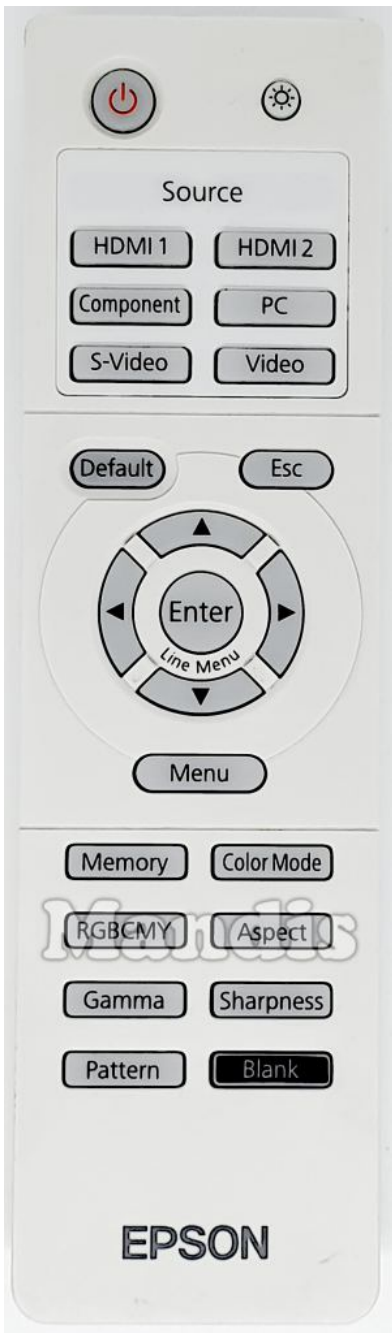 Source
HDMI 1 HDMI 2
Component PC
S-Video Video
Default Esc
Enter
Line Menu
Menu
Memory Color Mode
Mandis
RGBCMY Aspect
Gamma Sharpness
Pattern Blank
EPSON